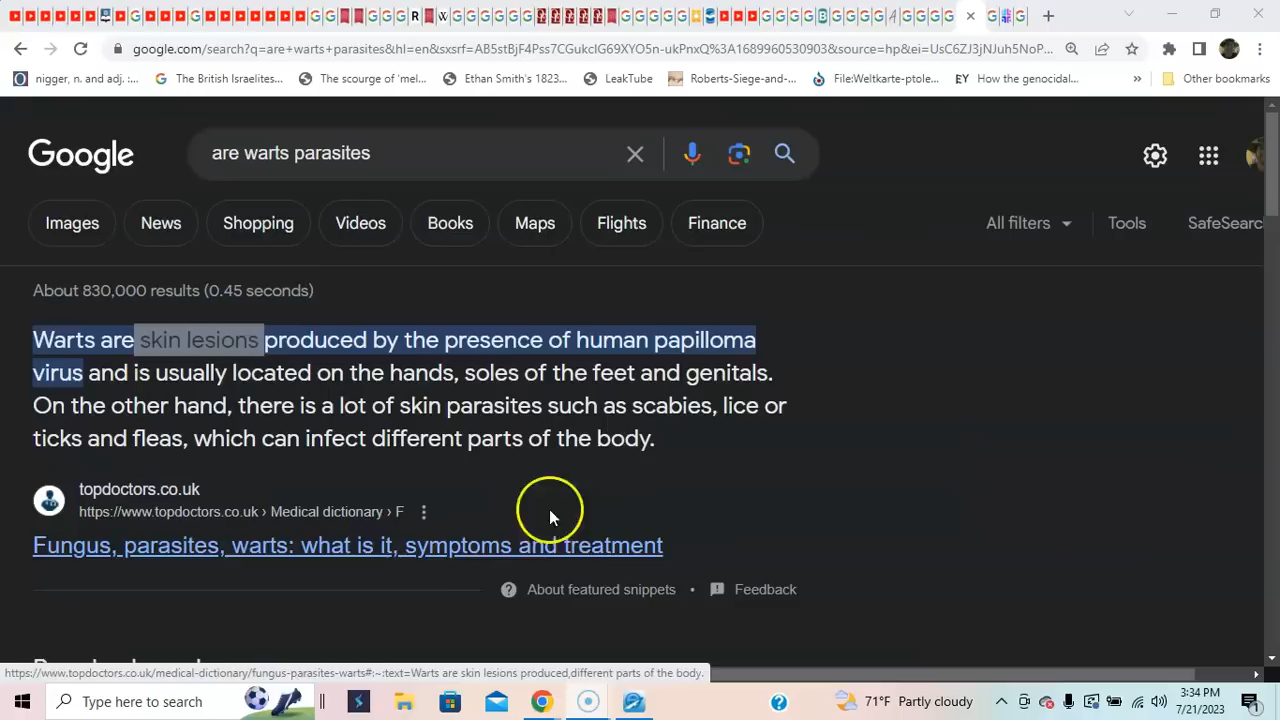 google.com/search?q=are+warts+parasites&hl=en&sxsrf=AB5stBjF4Pss7CGukcIG69XYO5n-ukPnxQ%3A1689960530903&source=hp&ei=UsC6ZJ3jNJuh5NoP...
nigger, n. and adj. :...
The British Israelites...
The scourge of 'mel...
Ethan Smith's 1823...
LeakTube
Roberts-Siege-and-...
File:Weltkarte-ptole...
EY How the genocidal...
Other bookmarks
Google
are warts parasites
Images
News
Shopping
Videos
Books
Maps
Flights
Finance
All filters
Tools
SafeSearc
About 830,000 results (0.45 seconds)
Warts are skin lesions produced by the presence of human papilloma
virus and is usually located on the hands, soles of the feet and genitals.
On the other hand, there is a lot of skin parasites such as scabies, lice or
ticks and fleas, which can infect different parts of the body.
topdoctors.co.uk
https://www.topdoctors.co.uk › Medical dictionary › F
Fungus, parasites, warts: what is it, symptoms and treatment
About featured snippets • Feedback
https://www.topdoctors.co.uk/medical-dictionary/fungus-parasites-warts#:~:text=Warts are skin lesions produced,different parts of the body.
Type here to search
71°F Partly cloudy
3:34 PM
7/21/2023